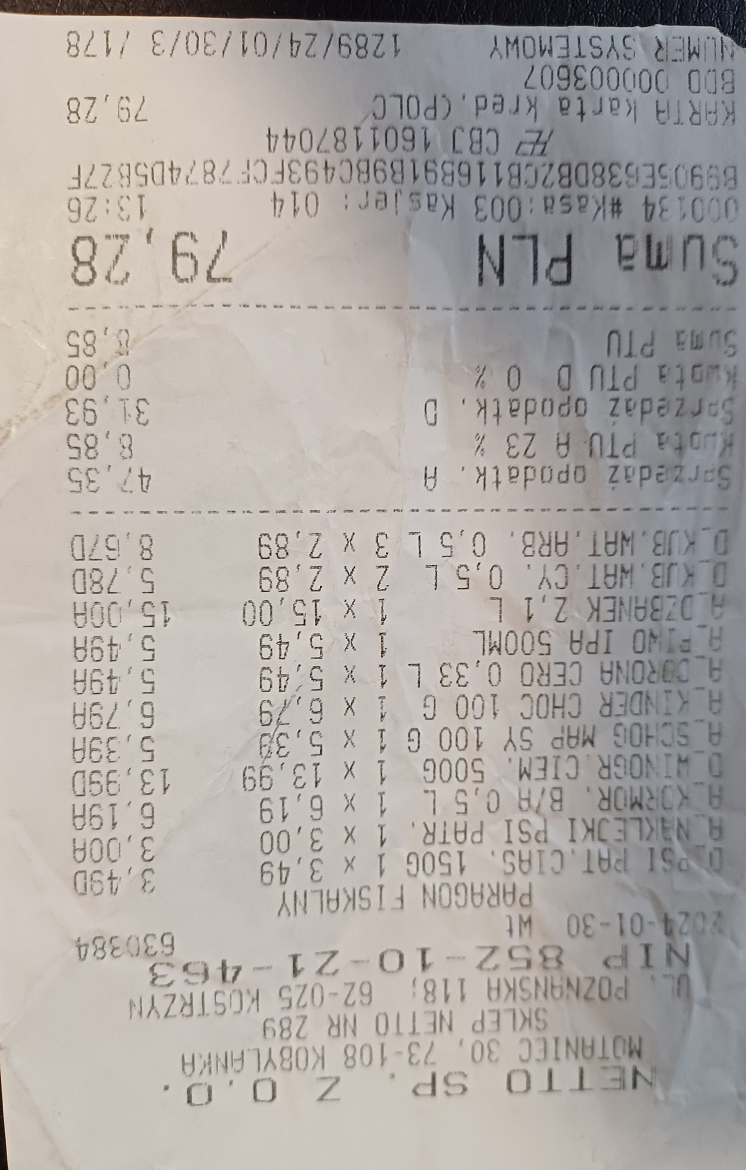 NETTO SP. Z O.O.
MOTANIEC 30, 73-108 KOBYLANKA
SKLEP NETTO NR 289
UL. POZNAŃSKA 118; 62-025 KOSTRZYN
NIP 852-10-21-463
2024-01-30 Wt 630384
PARAGON FISKALNY
D_PSI PAT.CIAS. 150G 1 x 3,49 3,49D
A_NAKLEJKI PSI PATR. 1 x 3,00 3,00A
A_KORMOR. B/A 0,5 L 1 x 6,19 6,19A
D_WINOGR.CIEM. 500G 1 x 13,99 13,99D
A_SCHOG MAP SY 100 G 1 x 5,39 5,39A
A_KINDER CHOC 100 G 1 x 6,79 6,79A
A_CORONA CERO 0,33 L 1 x 5,49 5,49A
A_PIWO IPA 500ML 1 x 5,49 5,49A
A_DZBANEK 2,1 L 1 x 15,00 15,00A
D_KUB.WAT.CY. 0,5 L 2 x 2,89 5,78D
D_KUB.WAT.ARB. 0,5 L 3 x 2,89 8,67D
Sprzedaż opodatk. A 47,35
Kwota PTU A 23 % 8,85
Sprzedaż opodatk. D 31,93
Kwota PTU D 0 % 0,00
Suma PTU 8,85
Suma PLN 79,28
000134 #Kasa:003 Kasjer: 014 13:26
B9905E638DB2CB116B91B9BC493FCF7874D5B27F
CBJ 1601187044
KARTA karta kred.(POLC 79,28
BDO 000003607
NUMER SYSTEMOWY 1289/24/01/30/3 /178